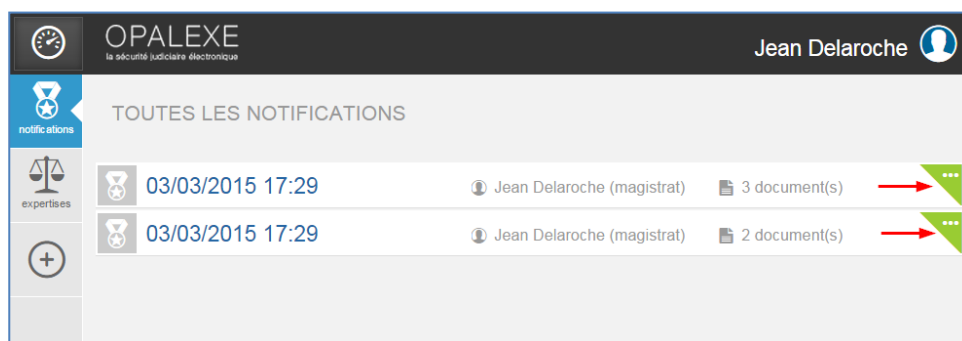 OPALEXE
la sécurité judiciaire électronique
Jean Delaroche
notifications
TOUTES LES NOTIFICATIONS
03/03/2015 17:29 Jean Delaroche (magistrat) 3 document(s)
expertises
03/03/2015 17:29 Jean Delaroche (magistrat) 2 document(s)